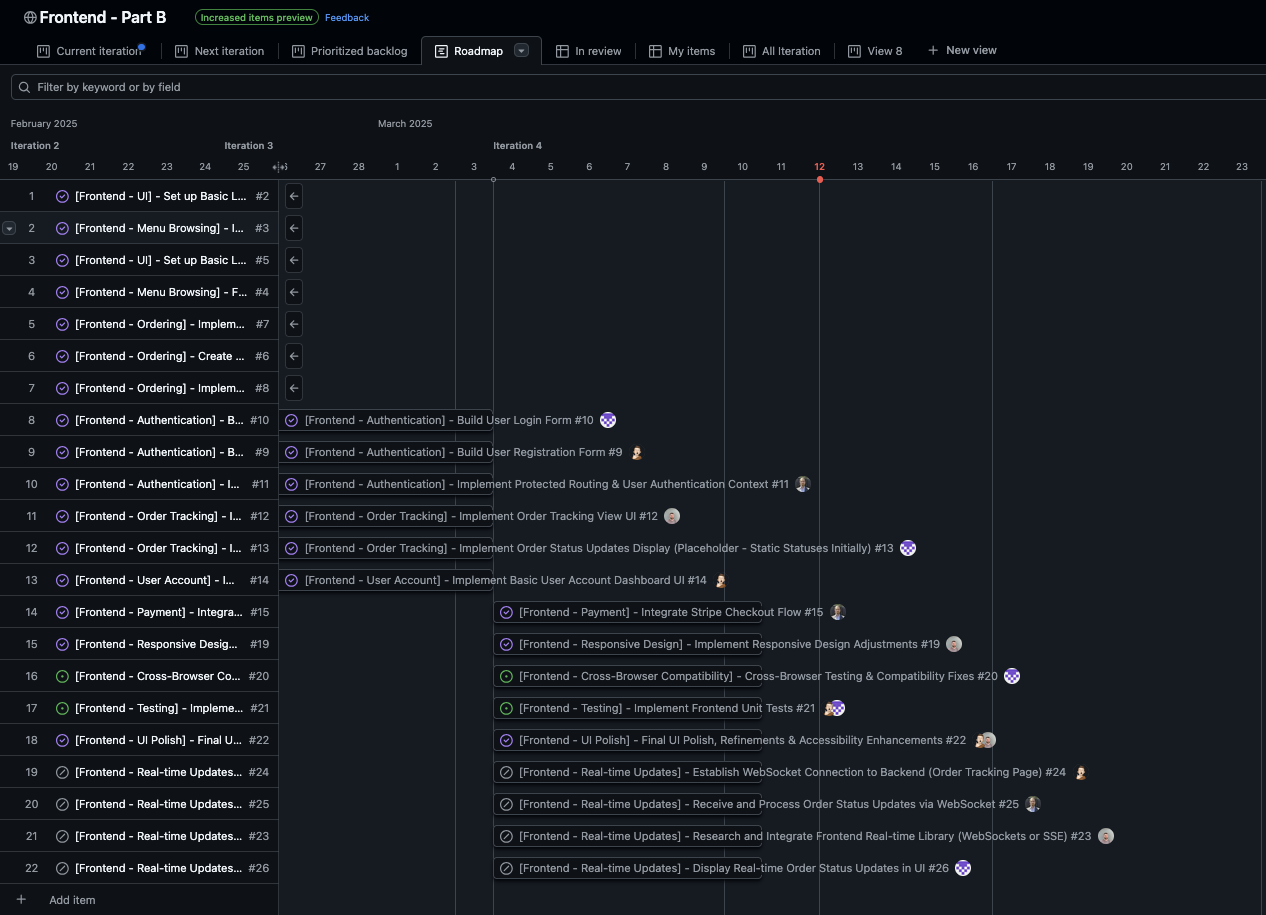 Frontend - Part B Increased items preview Feedback
Current iteration Next iteration Prioritized backlog Roadmap In review My items All Iteration View 8 New view
Filter by keyword or by field
February 2025 March 2025
Iteration 2 Iteration 3 Iteration 4
19 20 21 22 23 24 25 27 28 1 2 3 4 5 6 7 8 9 10 11 12 13 14 15 16 17 18 19 20 21 22 23
1 [Frontend - UI] - Set up Basic L... #2
2 [Frontend - Menu Browsing] - I... #3
3 [Frontend - UI] - Set up Basic L... #5
4 [Frontend - Menu Browsing] - F... #4
5 [Frontend - Ordering] - Implem... #7
6 [Frontend - Ordering] - Create ... #6
7 [Frontend - Ordering] - Implem... #8
8 [Frontend - Authentication] - B... #10 [Frontend - Authentication] - Build User Login Form #10
9 [Frontend - Authentication] - B... #9 [Frontend - Authentication] - Build User Registration Form #9
10 [Frontend - Authentication] - I... #11 [Frontend - Authentication] - Implement Protected Routing & User Authentication Context #11
11 [Frontend - Order Tracking] - I... #12 [Frontend - Order Tracking] - Implement Order Tracking View UI #12
12 [Frontend - Order Tracking] - I... #13 [Frontend - Order Tracking] - Implement Order Status Updates Display (Placeholder - Static Statuses Initially) #13
13 [Frontend - User Account] - I... #14 [Frontend - User Account] - Implement Basic User Account Dashboard UI #14
14 [Frontend - Payment] - Integra... #15 [Frontend - Payment] - Integrate Stripe Checkout Flow #15
15 [Frontend - Responsive Desig... #19 [Frontend - Responsive Design] - Implement Responsive Design Adjustments #19
16 [Frontend - Cross-Browser Co... #20 [Frontend - Cross-Browser Compatibility] - Cross-Browser Testing & Compatibility Fixes #20
17 [Frontend - Testing] - Impleme... #21 [Frontend - Testing] - Implement Frontend Unit Tests #21
18 [Frontend - UI Polish] - Final U... #22 [Frontend - UI Polish] - Final UI Polish, Refinements & Accessibility Enhancements #22
19 [Frontend - Real-time Updates... #24 [Frontend - Real-time Updates] - Establish WebSocket Connection to Backend (Order Tracking Page) #24
20 [Frontend - Real-time Updates... #25 [Frontend - Real-time Updates] - Receive and Process Order Status Updates via WebSocket #25
21 [Frontend - Real-time Updates... #23 [Frontend - Real-time Updates] - Research and Integrate Frontend Real-time Library (WebSockets or SSE) #23
22 [Frontend - Real-time Updates... #26 [Frontend - Real-time Updates] - Display Real-time Order Status Updates in UI #26
Add item